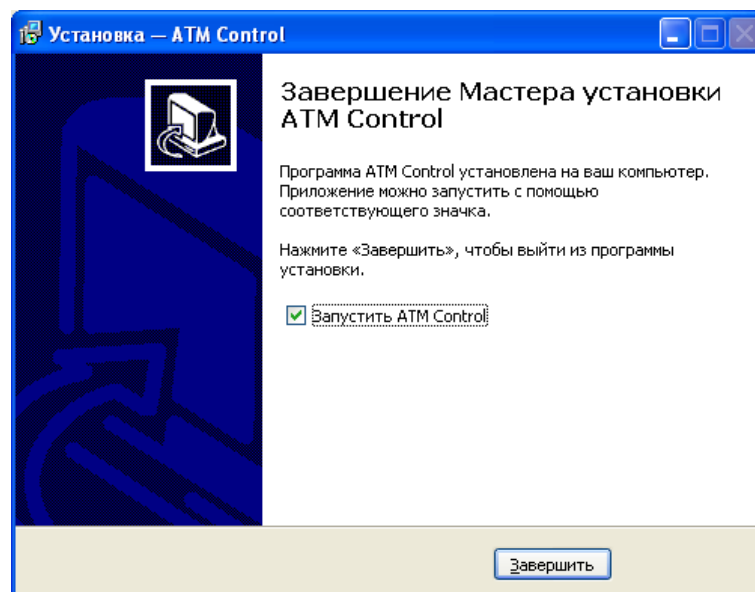 Установка — ATM Control
Завершение Мастера установки
ATM Control
Программа ATM Control установлена на ваш компьютер.
Приложение можно запустить с помощью
соответствующего значка.
Нажмите «Завершить», чтобы выйти из программы
установки.
Запустить ATM Control
Завершить